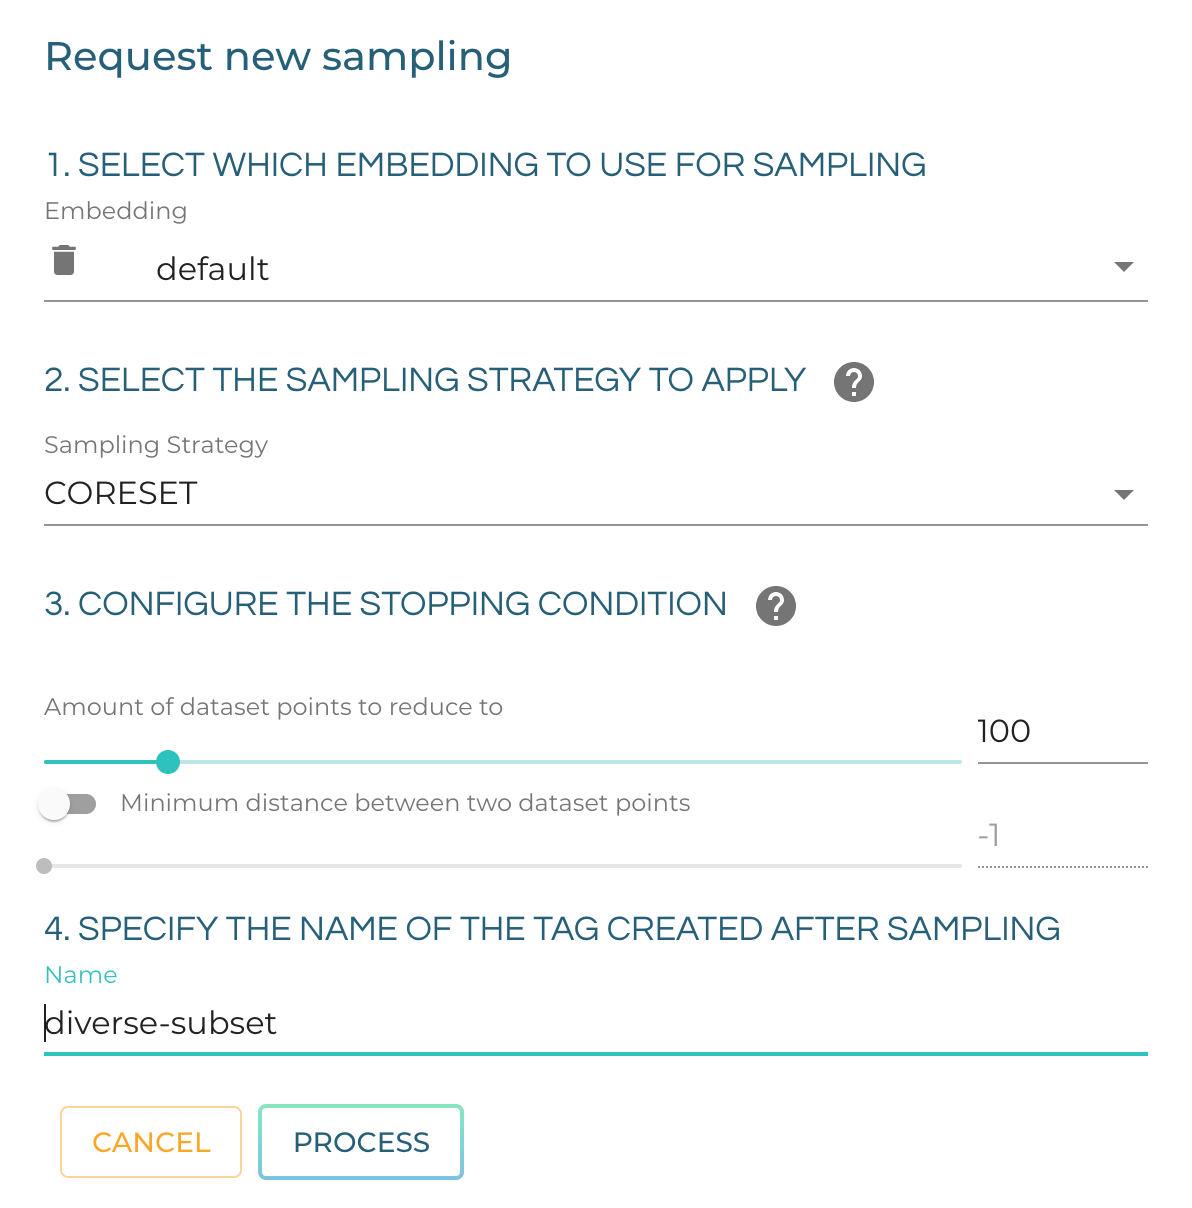 Request new sampling
1. SELECT WHICH EMBEDDING TO USE FOR SAMPLING
Embedding
default
2. SELECT THE SAMPLING STRATEGY TO APPLY ?
Sampling Strategy
CORESET
3. CONFIGURE THE STOPPING CONDITION ?
Amount of dataset points to reduce to
100
Minimum distance between two dataset points
-1
4. SPECIFY THE NAME OF THE TAG CREATED AFTER SAMPLING
Name
diverse-subset
CANCEL PROCESS